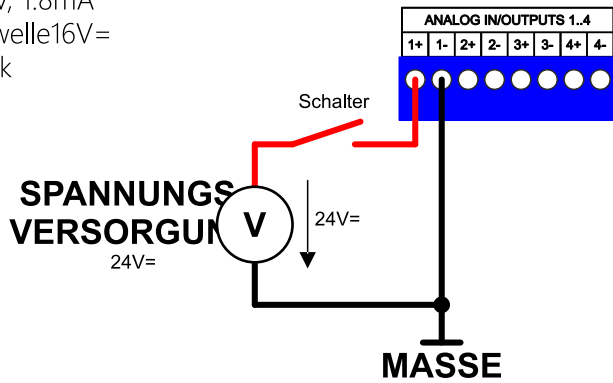 1.8mA
welle16V=
k
ANALOG IN/OUTPUTS 1..4
1+ 1- 2+ 2- 3+ 3- 4+ 4-
Schalter
SPANNUNGS
VERSORGUN
V
24V=
24V=
MASSE